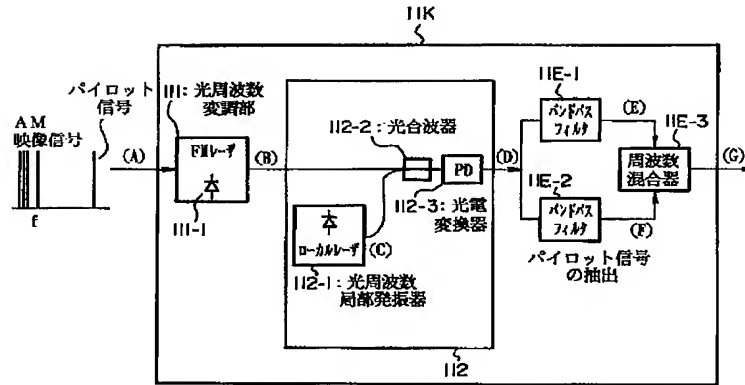 11K
パイロット
信号
AM
映像信号
f
(A)
111:光周波数
変調部
FMレーザ
111-1
(B)
112-2:光合波器
PD
112-3:光電
変換器
ローカルレーザ
(C)
112-1:光周波数
局部発振器
112
(D)
11E-1
バンドパス
フィルタ
(E)
11E-2
バンドパス
フィルタ
(F)
パイロット信号
の抽出
11E-3
周波数
混合器
(G)